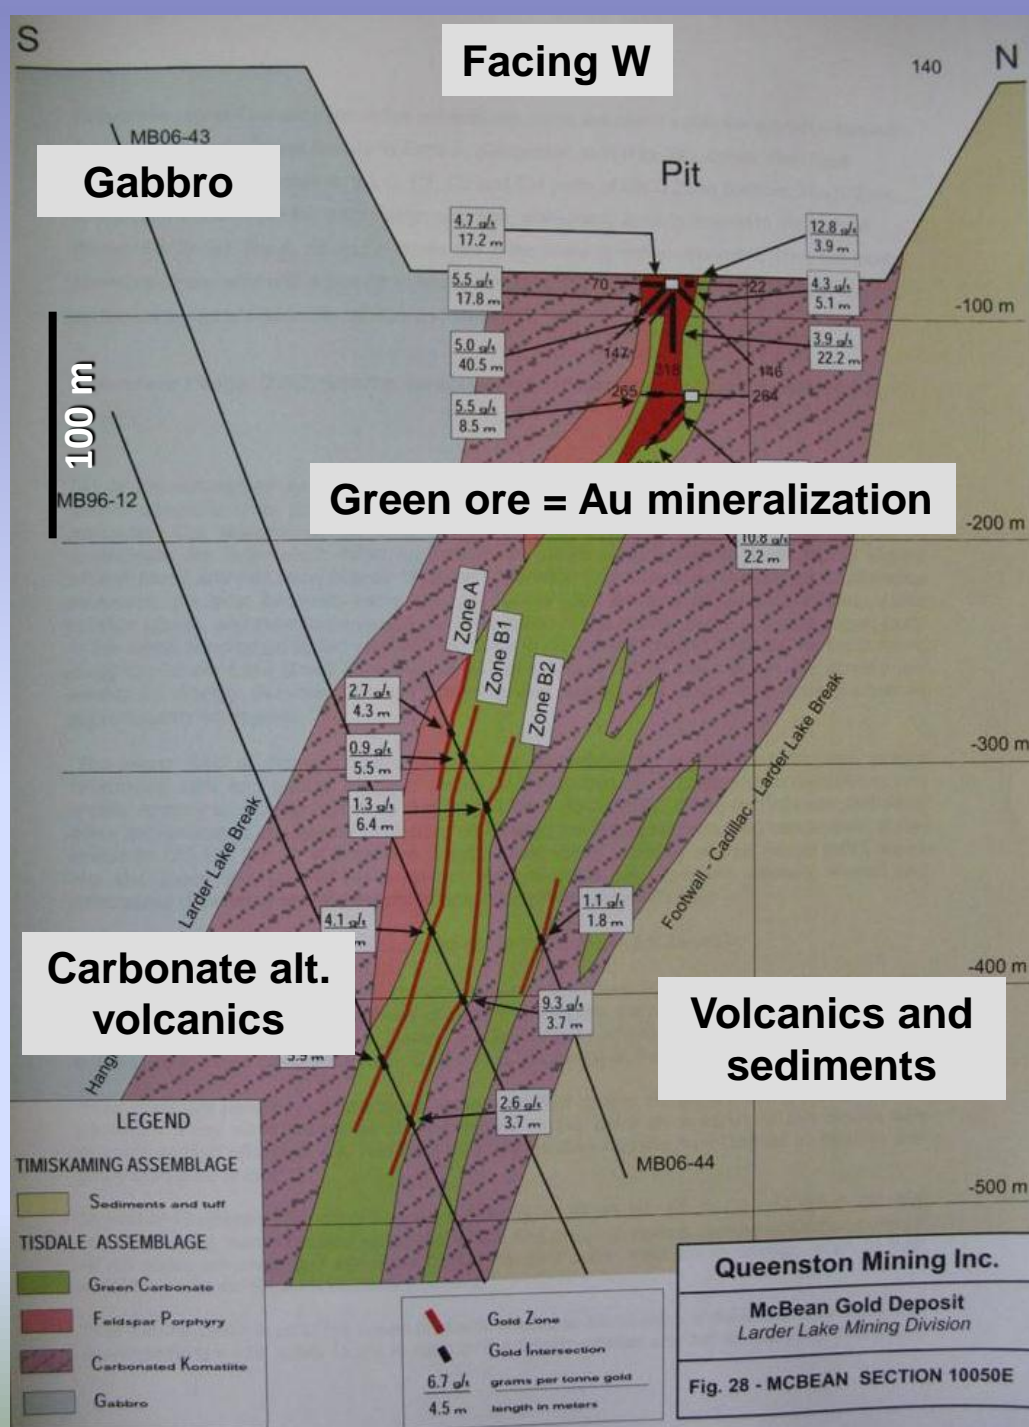 S
Facing W
140
N
MB06-43
Gabbro
Pit
4.7 g/t
17.2 m
12.8 g/t
3.9 m
5.5 g/t
17.8 m
70
22
4.3 g/t
5.1 m
-100 m
5.0 g/t
40.5 m
147
3.9 g/t
22.2 m
318
146
100 m
5.5 g/t
8.5 m
265
264
MB96-12
Green ore = Au mineralization
-200 m
10.8 g/t
2.2 m
Zone A
Zone B1
Zone B2
2.7 g/t
4.3 m
0.9 g/t
5.5 m
-300 m
1.3 g/t
6.4 m
Larder Lake Break
Footwall - Cadillac - Larder Lake Break
1.1 g/t
1.8 m
4.1 g/t
m
Carbonate alt.
volcanics
-400 m
9.3 g/t
3.7 m
Volcanics and
sediments
2.6 g/t
3.7 m
MB06-44
-500 m
LEGEND
TIMISKAMING ASSEMBLAGE
Sediments and tuff
TISDALE ASSEMBLAGE
Green Carbonate
Feldspar Porphyry
Carbonated Komatiite
Gabbro
Gold Zone
Gold Intersection
6.7 g/t grams per tonne gold
4.5 m length in meters
Queenston Mining Inc.
McBean Gold Deposit
Larder Lake Mining Division
Fig. 28 - MCBEAN SECTION 10050E